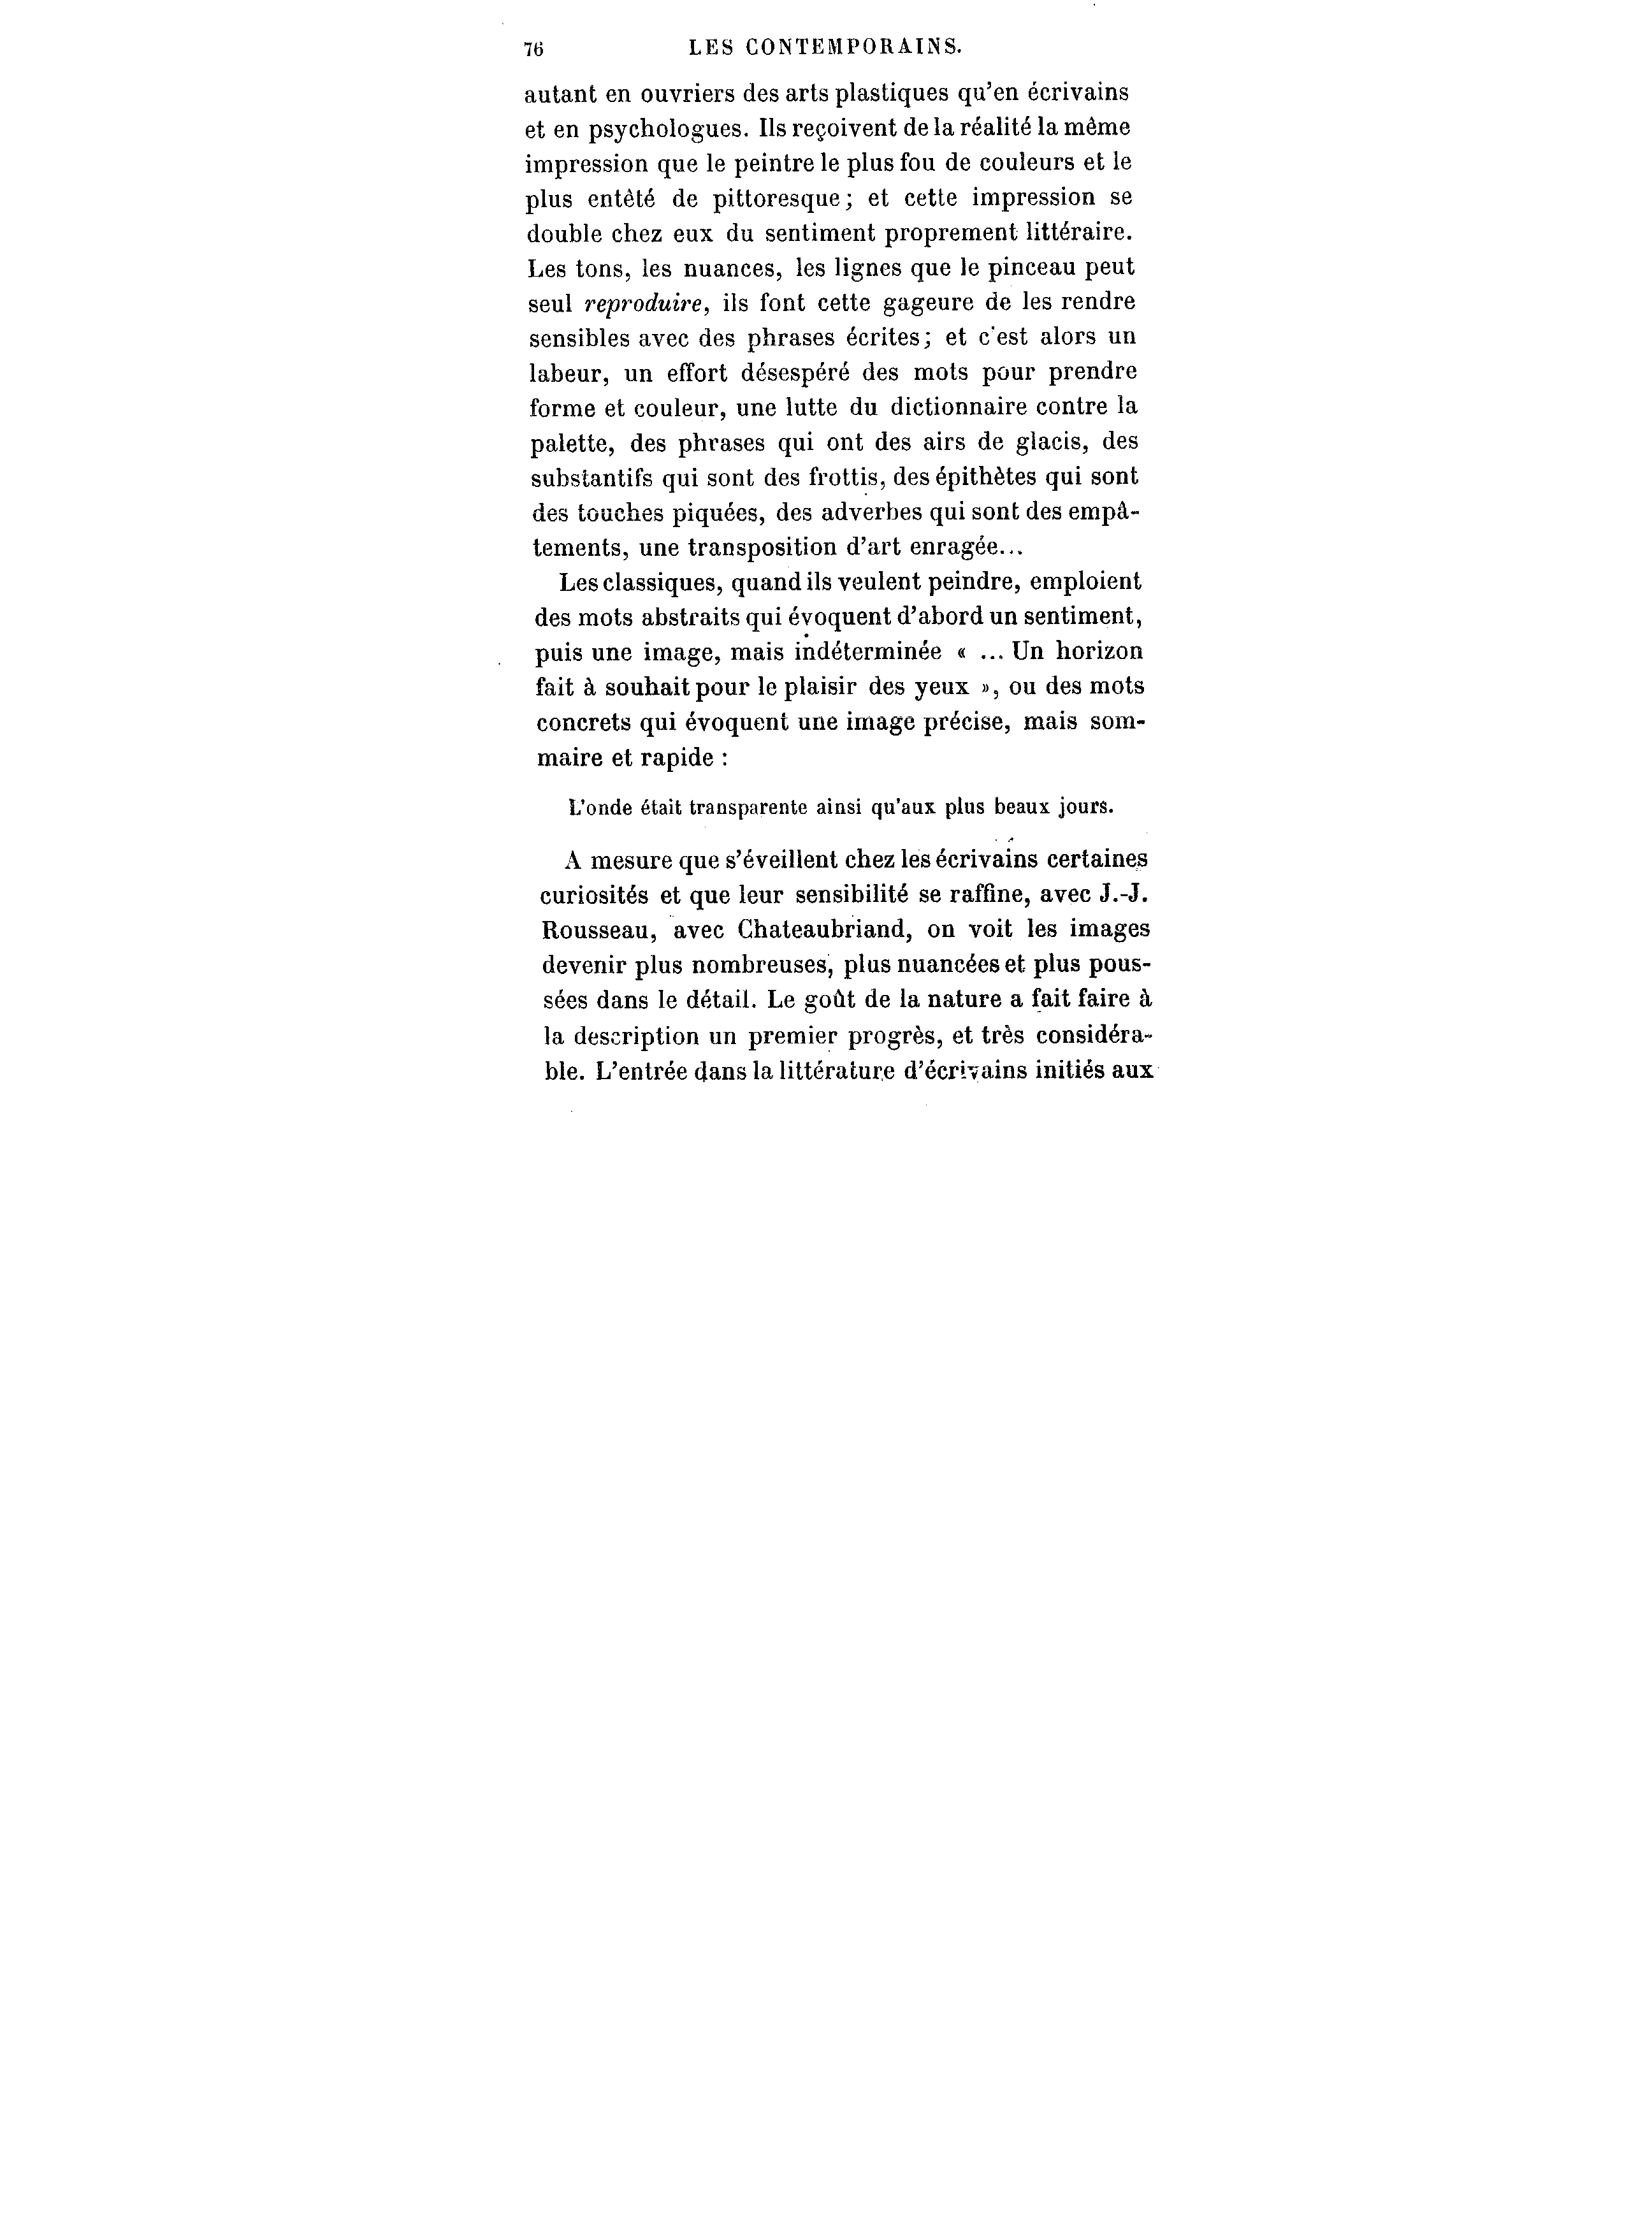 76 LES CONTEMPORAINS.
autant en ouvriers des arts plastiques qu'en écrivains
et en psychologues. Ils reçoivent de la réalité la même
impression que le peintre le plus fou de couleurs et le
plus entêté de pittoresque; et cette impression se
double chez eux du sentiment proprement littéraire.
Les tons, les nuances, les lignes que le pinceau peut
seul reproduire, ils font cette gageure de les rendre
sensibles avec des phrases écrites; et c'est alors un
labeur, un effort désespéré des mots pour prendre
forme et couleur, une lutte du dictionnaire contre la
palette, des phrases qui ont des airs de glacis, des
substantifs qui sont des frottis, des épithètes qui sont
des touches piquées, des adverbes qui sont des empâ-
tements, une transposition d'art enragée...
Les classiques, quand ils veulent peindre, emploient
des mots abstraits qui évoquent d'abord un sentiment,
puis une image, mais indéterminée « ... Un horizon
fait à souhait pour le plaisir des yeux », ou des mots
concrets qui évoquent une image précise, mais som-
maire et rapide :
L'onde était transparente ainsi qu'aux plus beaux jours.
A mesure que s'éveillent chez les écrivains certaines
curiosités et que leur sensibilité se raffine, avec J.-J.
Rousseau, avec Chateaubriand, on voit les images
devenir plus nombreuses, plus nuancées et plus pous-
sées dans le détail. Le goût de la nature a fait faire à
la description un premier progrès, et très considéra-
ble. L'entrée dans la littérature d'écrivains initiés aux